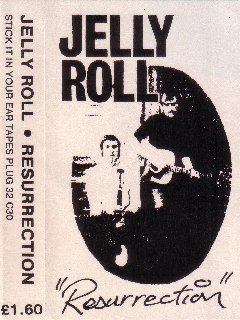 JELLY
ROLL
"Resurrection"
JELLY ROLL • RESURRECTION
STICK IT IN YOUR EAR TAPES PLUG 32 C30
£1.60